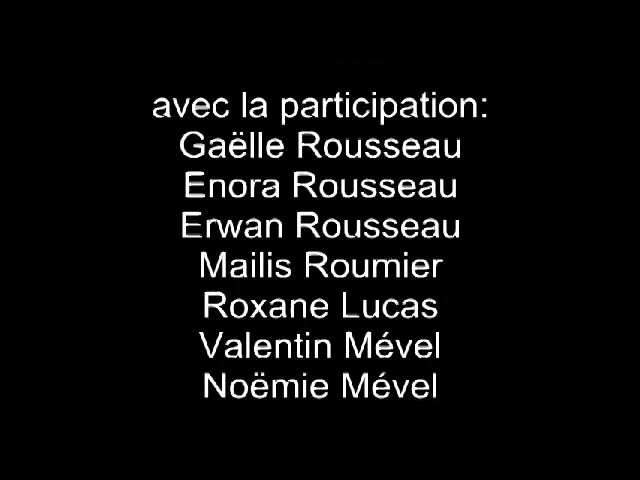 avec la participation:
Gaëlle Rousseau
Enora Rousseau
Erwan Rousseau
Mailis Roumier
Roxane Lucas
Valentin Mével
Noëmie Mével